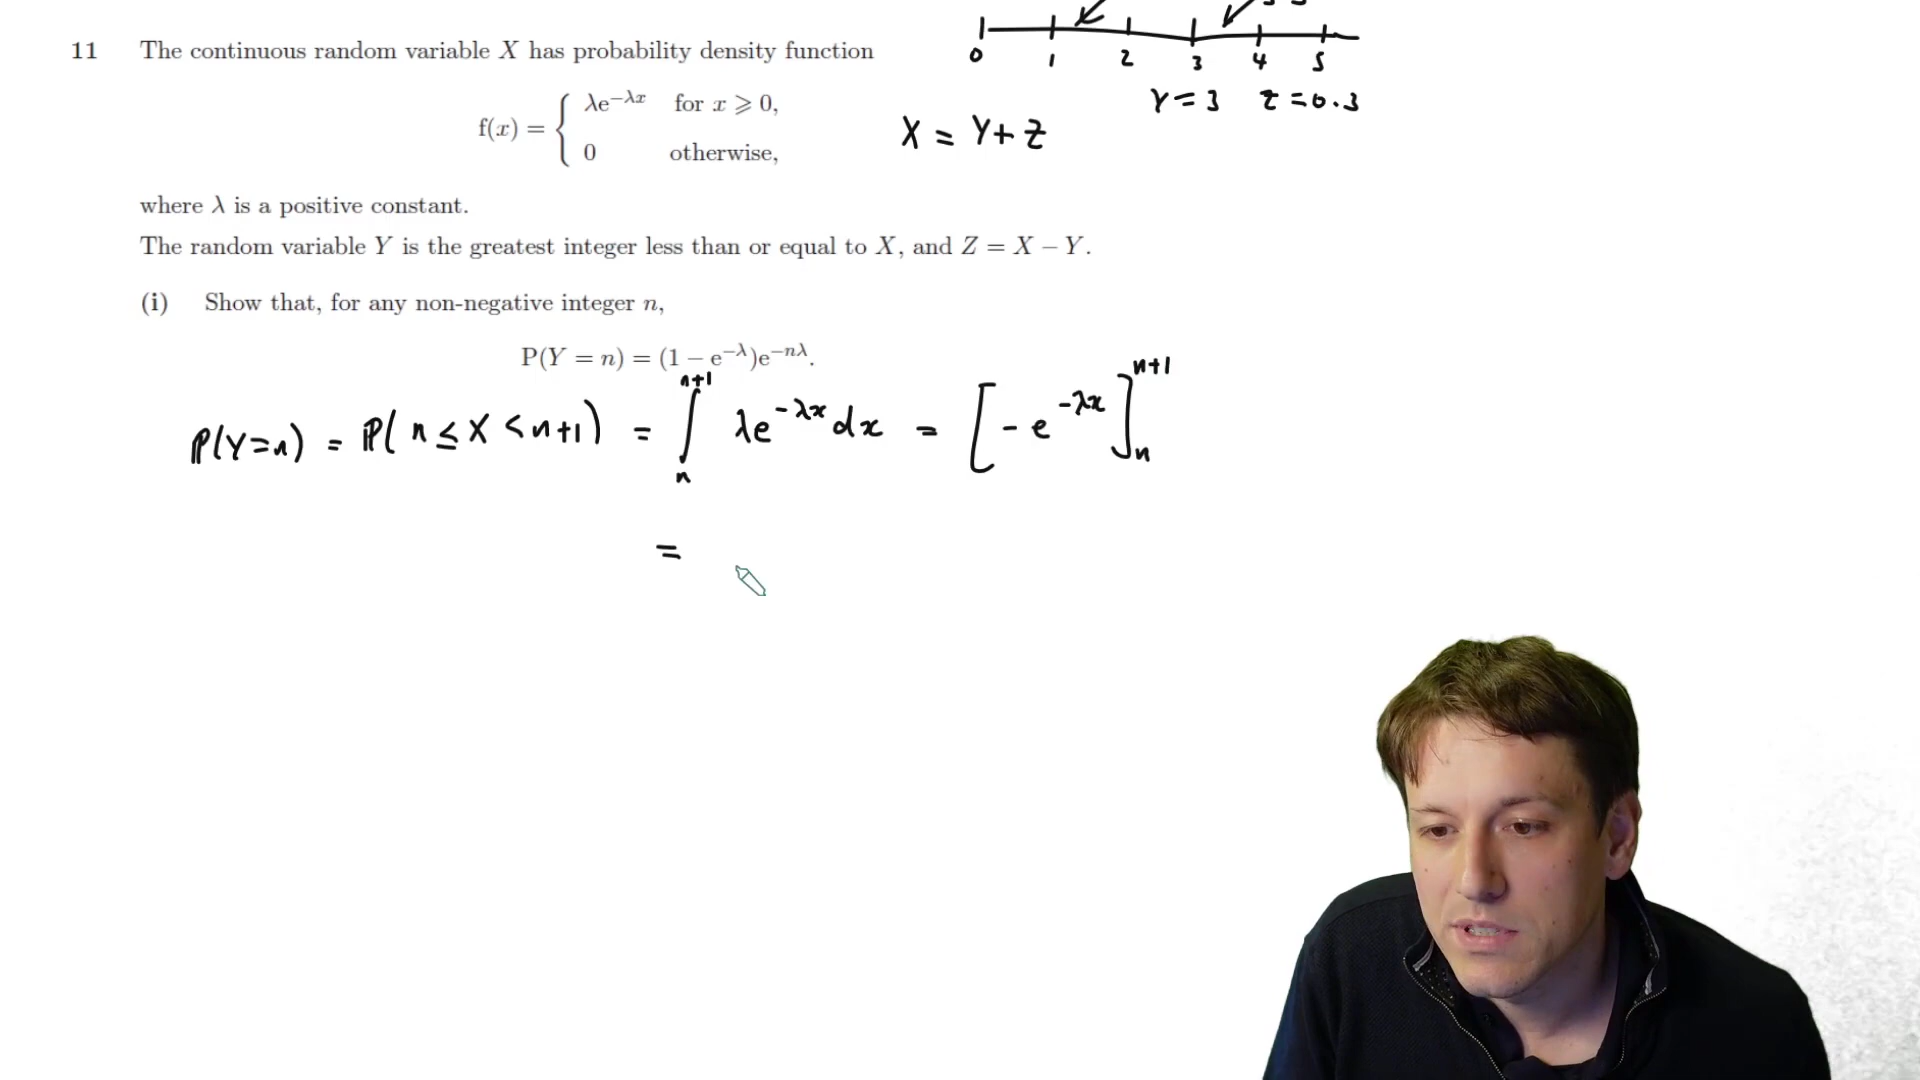 0 1 2 3 4 5
Y = 3 Z = 0.3
11 The continuous random variable X has probability density function
f(x) = { λe^{−λx} for x ⩾ 0,
0 otherwise,
X = Y + Z
where λ is a positive constant.
The random variable Y is the greatest integer less than or equal to X, and Z = X − Y.
(i) Show that, for any non-negative integer n,
P(Y = n) = (1 − e^{−λ})e^{−nλ}.
ℙ(Y=n) = ℙ(n ≤ X < n+1) = ∫_n^{n+1} λe^{-λx} dx = [-e^{-λx}]_n^{n+1}
=